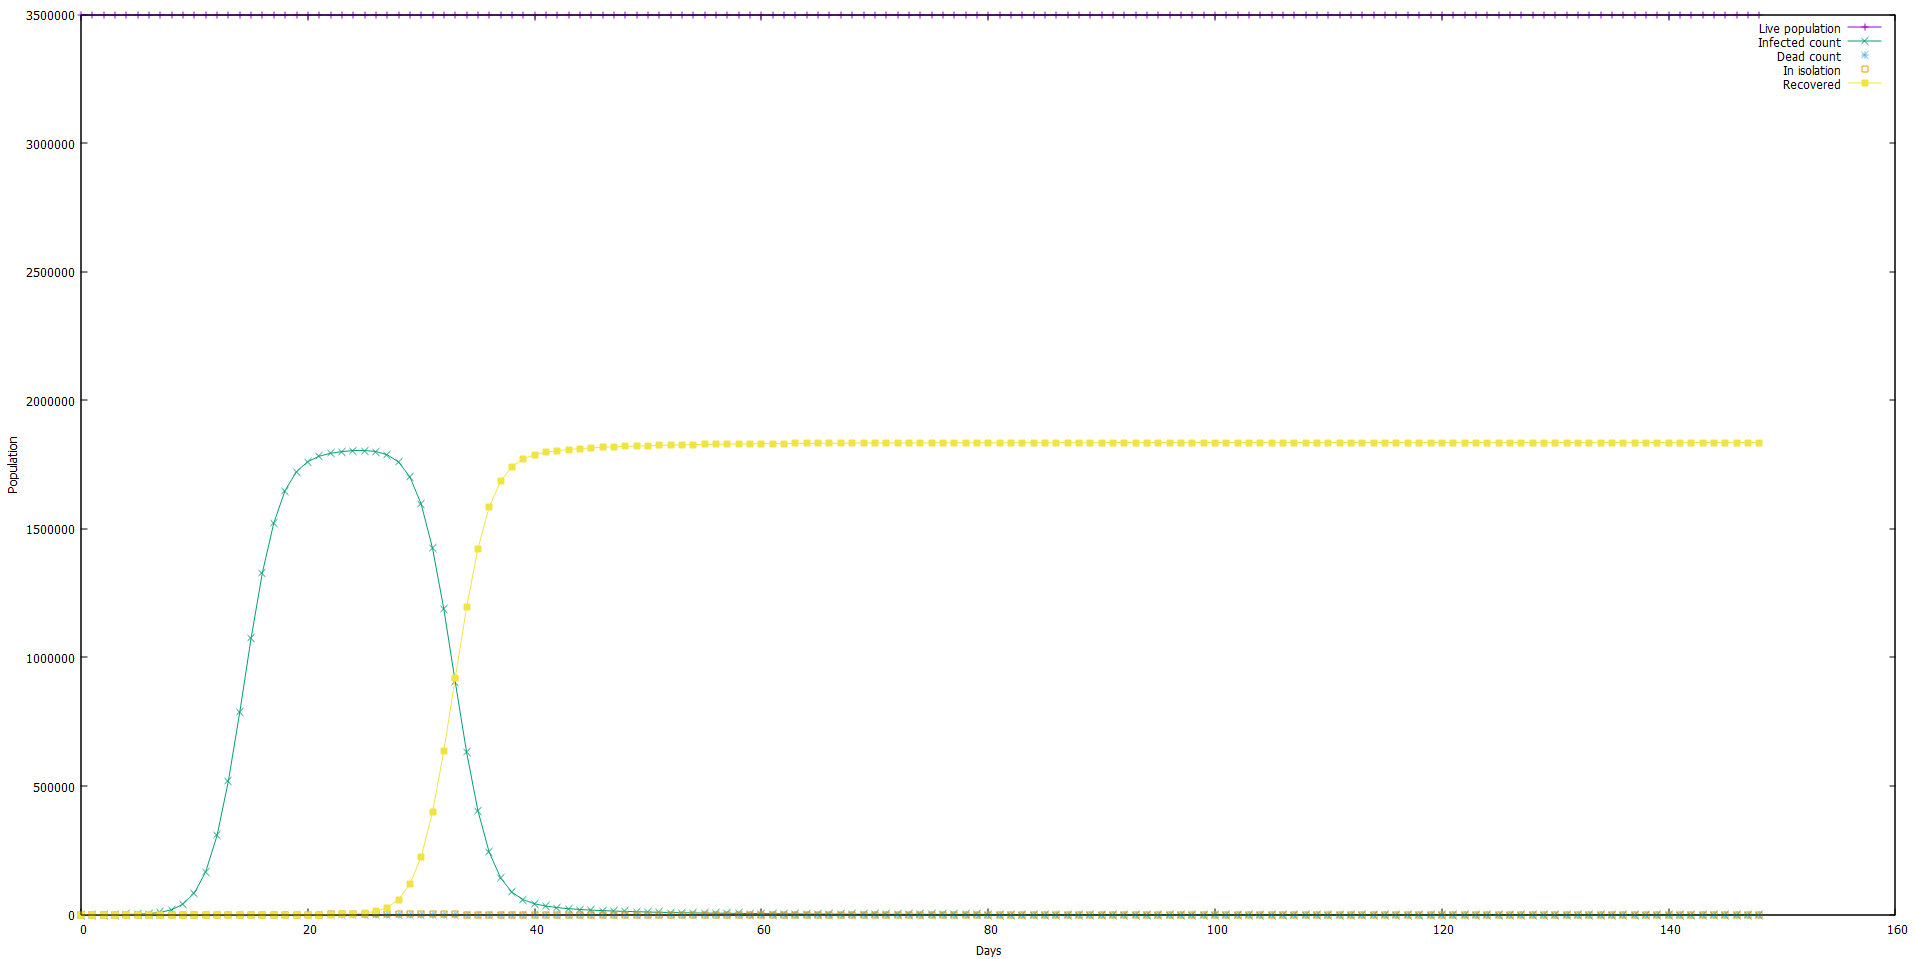 3500000
3000000
2500000
2000000
1500000
1000000
500000
0
Population
0 20 40 60 80 100 120 140 160
Days
Live population
Infected count
Dead count
In isolation
Recovered